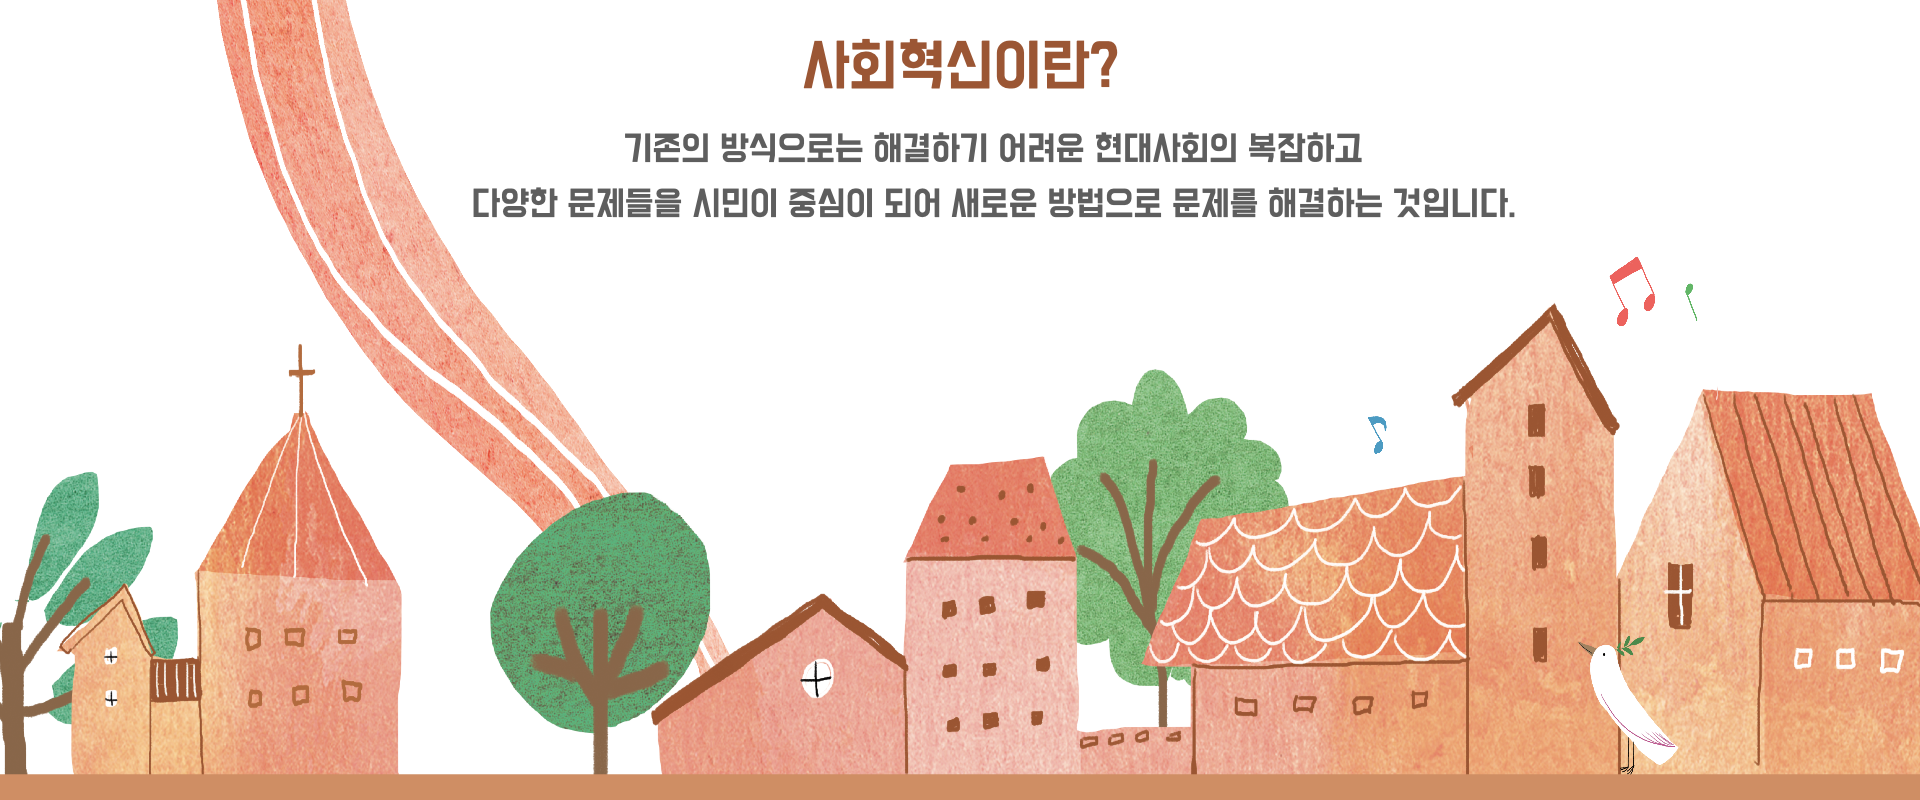 사회혁신이란?
기존의 방식으로는 해결하기 어려운 현대사회의 복잡하고
다양한 문제들을 시민이 중심이 되어 새로운 방법으로 문제를 해결하는 것입니다.